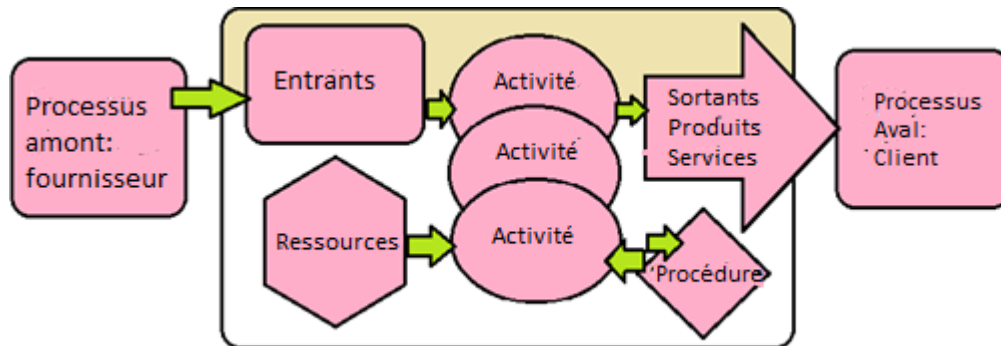 Processus
amont:
fournisseur
Entrants
Ressources
Activité
Activité
Activité
Sortants
Produits
Services
'Procédure
Processus
Aval:
Client